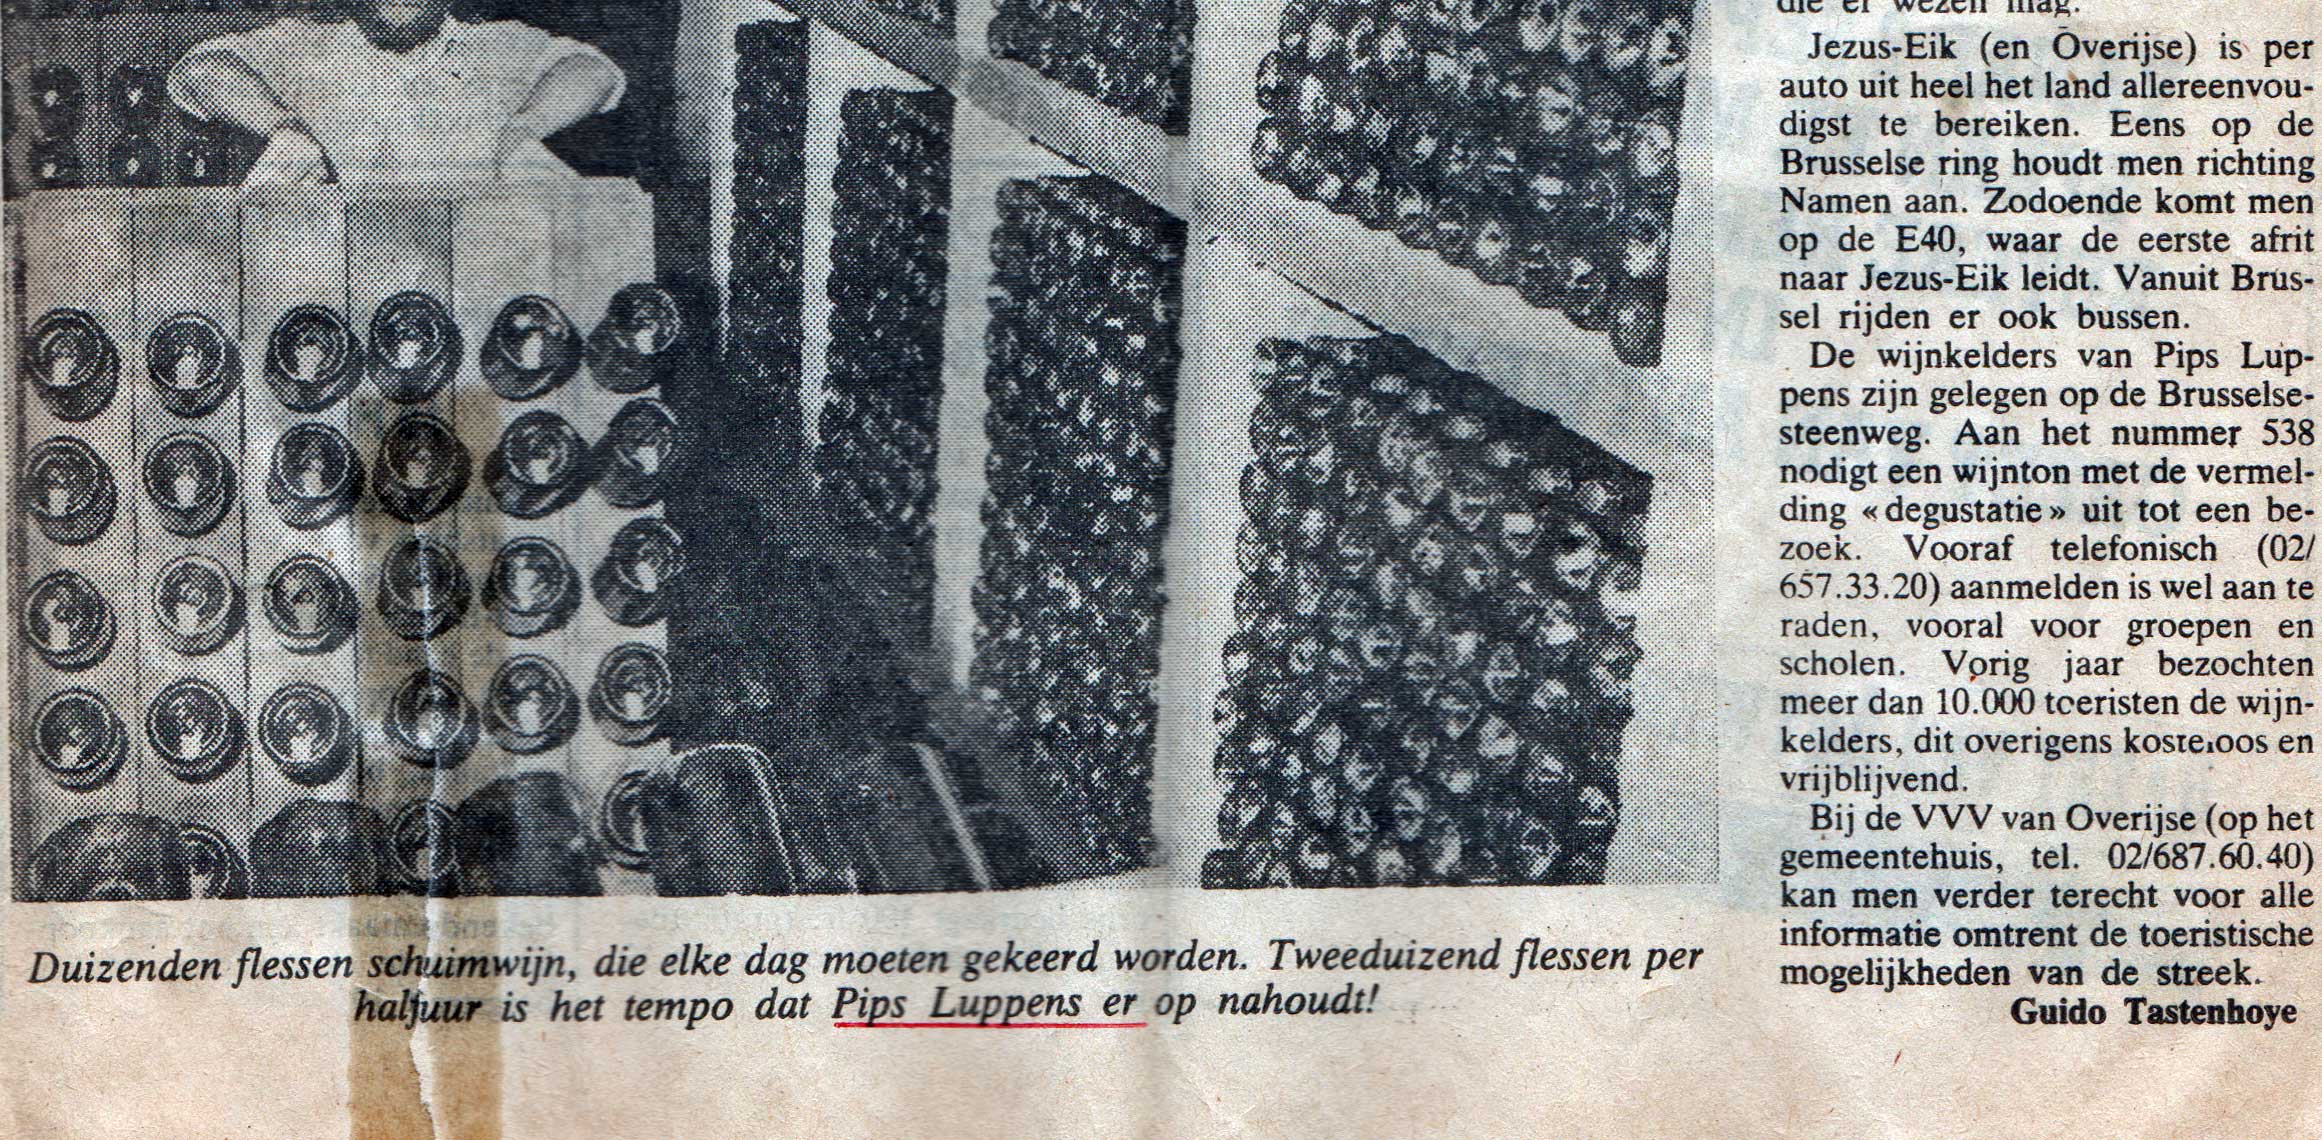 Duizenden flessen schuimwijn, die elke dag moeten gekeerd worden. Tweeduizend flessen per
halfuur is het tempo dat Pips Luppens er op nahoudt!
die er wezen mag.
Jezus-Eik (en Overijse) is per
auto uit heel het land allereenvou-
digst te bereiken. Eens op de
Brusselse ring houdt men richting
Namen aan. Zodoende komt men
op de E40, waar de eerste afrit
naar Jezus-Eik leidt. Vanuit Brus-
sel rijden er ook bussen.
De wijnkelders van Pips Lup-
pens zijn gelegen op de Brusselse-
steenweg. Aan het nummer 538
nodigt een wijnton met de vermel-
ding «degustatie» uit tot een be-
zoek. Vooraf telefonisch (02/
657.33.20) aanmelden is wel aan te
raden, vooral voor groepen en
scholen. Vorig jaar bezochten
meer dan 10.000 toeristen de wijn-
kelders, dit overigens kosteloos en
vrijblijvend.
Bij de VVV van Overijse (op het
gemeentehuis, tel. 02/687.60.40)
kan men verder terecht voor alle
informatie omtrent de toeristische
mogelijkheden van de streek.
Guido Tastenhoye